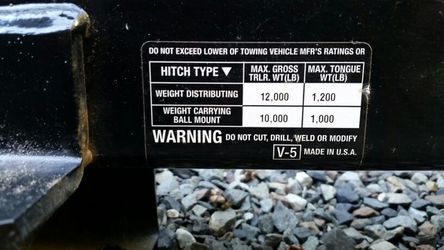 DO NOT EXCEED LOWER OF TOWING VEHICLE MFR'S RATINGS OR
HITCH TYPE ▼ MAX. GROSS TRLR. WT(LB) MAX. TONGUE WT(LB)
WEIGHT DISTRIBUTING 12,000 1,200
WEIGHT CARRYING BALL MOUNT 10,000 1,000
WARNING DO NOT CUT, DRILL, WELD OR MODIFY
V-5 MADE IN U.S.A.